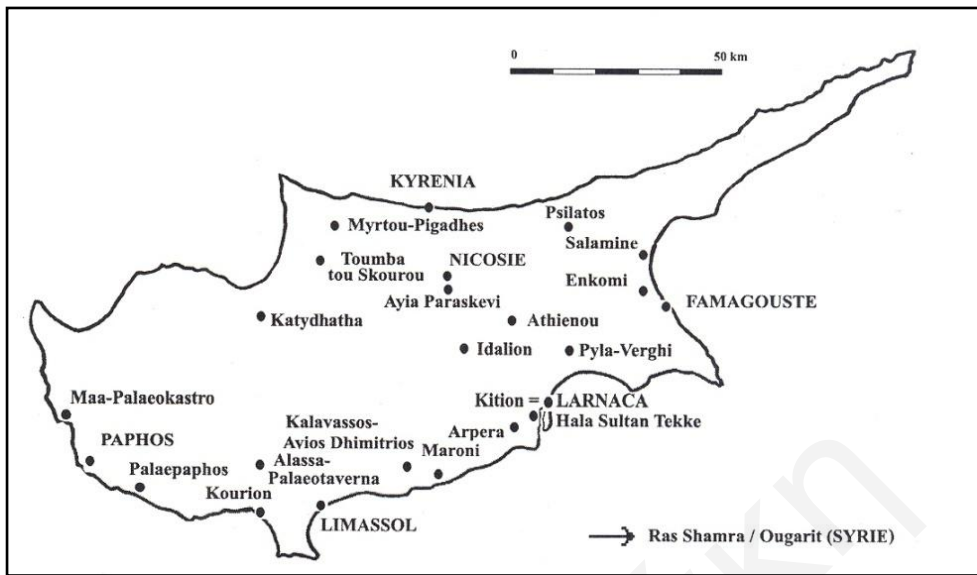 0 50 km
KYRENIA
Myrtou-Pigadhes
Psilatos
Salamine
Toumba
tou Skourou
NICOSIE
Enkomi
Ayia Paraskevi
FAMAGOUSTE
Katydhatha
Athienou
Idalion
Pyla-Verghi
Maa-Palaeokastro
Kition =
LARNACA
Hala Sultan Tekke
Kalavassos-
Avios Dhimitrios
Arpera
Maroni
PAPHOS
Alassa-
Palaeotaverna
Palaepaphos
Kourion
LIMASSOL
Ras Shamra / Ougarit (SYRIE)